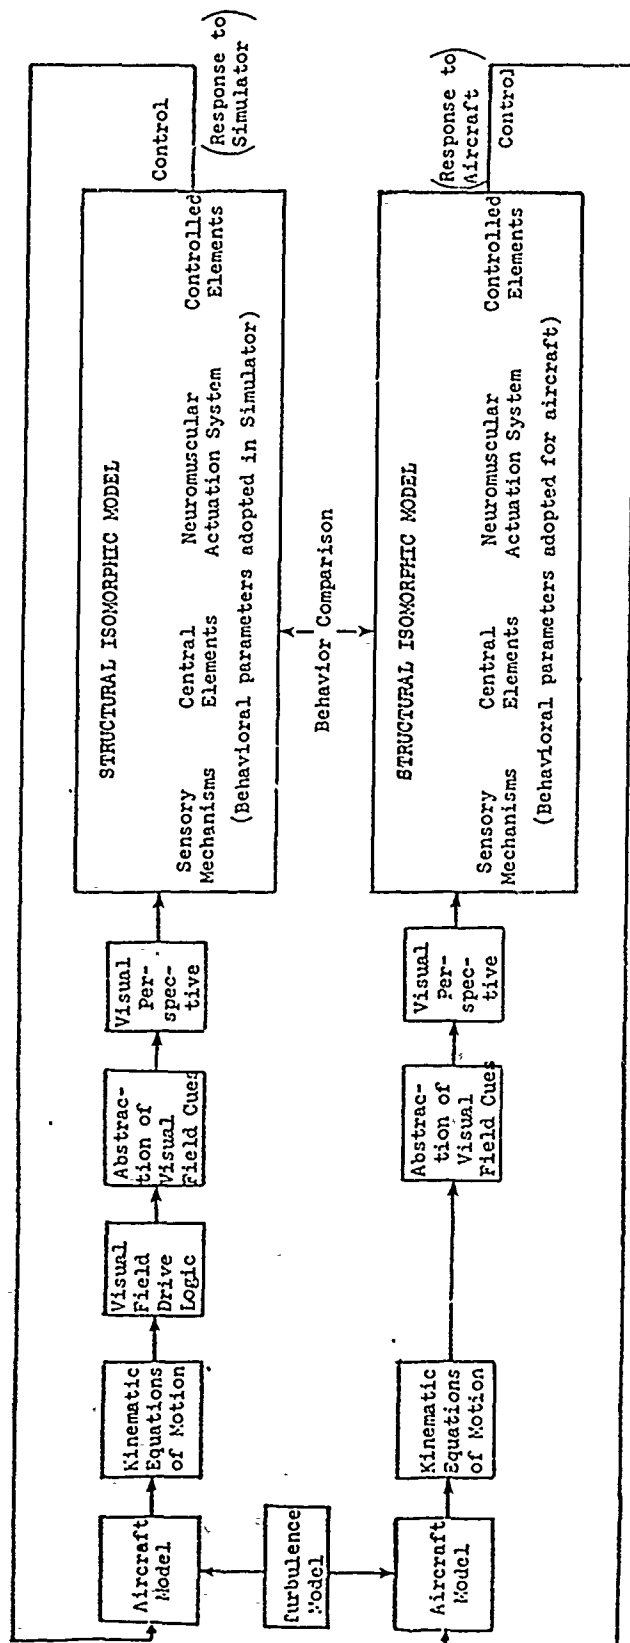 Aircraft
Model
Kinematic
Equations
of Motion
Visual
Field
Drive
Logic
Abstrac-
tion of
Visual
Field Cues
Visual
Per-
spec-
tive
STRUCTURAL ISOMORPHIC MODEL
Sensory
Mechanisms
Central
Elements
Neuromuscular
Actuation System
Controlled
Elements
(Behavioral parameters adopted in Simulator)
Control
(Response to
Simulator)
Turbulence
Model
Behavior Comparison
Aircraft
Model
Kinematic
Equations
of Motion
Abstrac-
tion of
Visual
Field Cues
Visual
Per-
spec-
tive
STRUCTURAL ISOMORPHIC MODEL
Sensory
Mechanisms
Central
Elements
Neuromuscular
Actuation System
Controlled
Elements
(Behavioral parameters adopted for aircraft)
(Response to
Aircraft)
Control